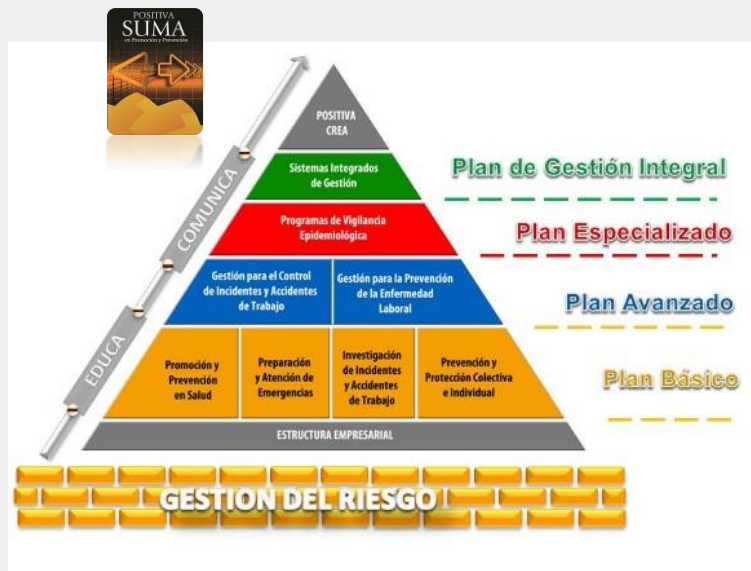 POSITIVA
SUMA
en Promoción y Prevención
POSITIVA
CREA
Sistemas Integrados
de Gestión
Plan de Gestión Integral
Programas de Vigilancia
Epidemiológica
Plan Especializado
Gestión para el Control
de Incidentes y Accidentes
de Trabajo
Gestión para la Prevención
de la Enfermedad
Laboral
Plan Avanzado
Promoción y
Prevención
en Salud
Preparación
y Atención de
Emergencias
Investigación
de Incidentes
y Accidentes
de Trabajo
Prevención y
Protección Colectiva
e Individual
Plan Básico
ESTRUCTURA EMPRESARIAL
COMUNICA
EDUCA
GESTION DEL RIESGO